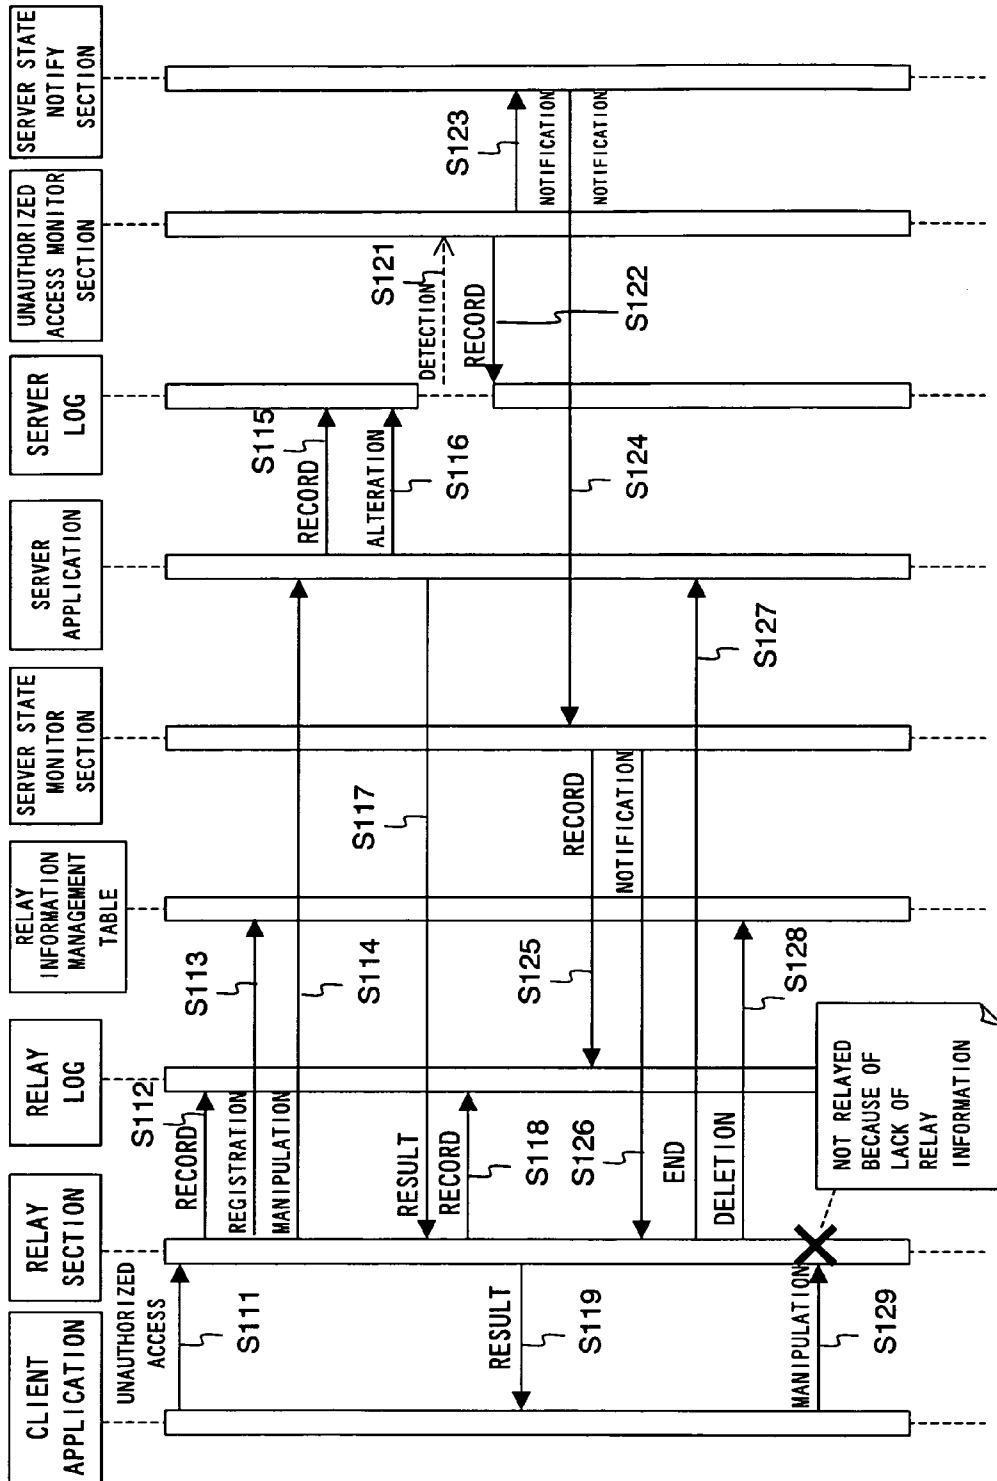 CLIENT
APPLICATION
RELAY
SECTION
RELAY
LOG
RELAY
INFORMATION
MANAGEMENT
TABLE
SERVER STATE
MONITOR
SECTION
SERVER
APPLICATION
SERVER
LOG
UNAUTHORIZED
ACCESS MONITOR
SECTION
SERVER STATE
NOTIFY
SECTION
UNAUTHORIZED
ACCESS
S111
RECORD
S112
REGISTRATION
S113
MANIPULATION
S114
RECORD
S115
ALTERATION
S116
RESULT
S117
RECORD
S118
RESULT
S119
DETECTION
S121
RECORD
S122
S123
NOTIFICATION
S124
NOTIFICATION
RECORD
S125
NOTIFICATION
S126
END
S127
DELETION
S128
MANIPULATION
S129
NOT RELAYED
BECAUSE OF
LACK OF
RELAY
INFORMATION